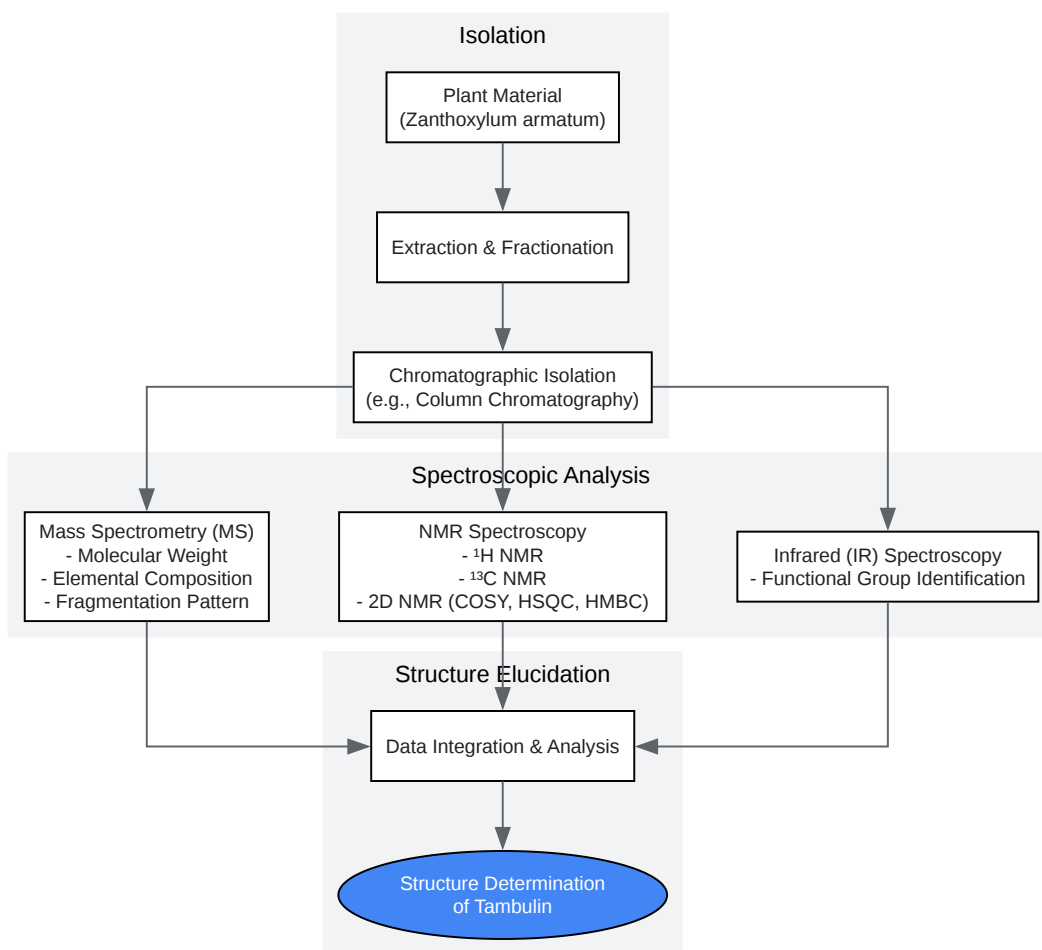 Isolation
Plant Material
(Zanthoxylum armatum)
Extraction & Fractionation
Chromatographic Isolation
(e.g., Column Chromatography)
Spectroscopic Analysis
Mass Spectrometry (MS)
- Molecular Weight
- Elemental Composition
- Fragmentation Pattern
NMR Spectroscopy
- ¹H NMR
- ¹³C NMR
- 2D NMR (COSY, HSQC, HMBC)
Infrared (IR) Spectroscopy
- Functional Group Identification
Structure Elucidation
Data Integration & Analysis
Structure Determination
of Tambulin